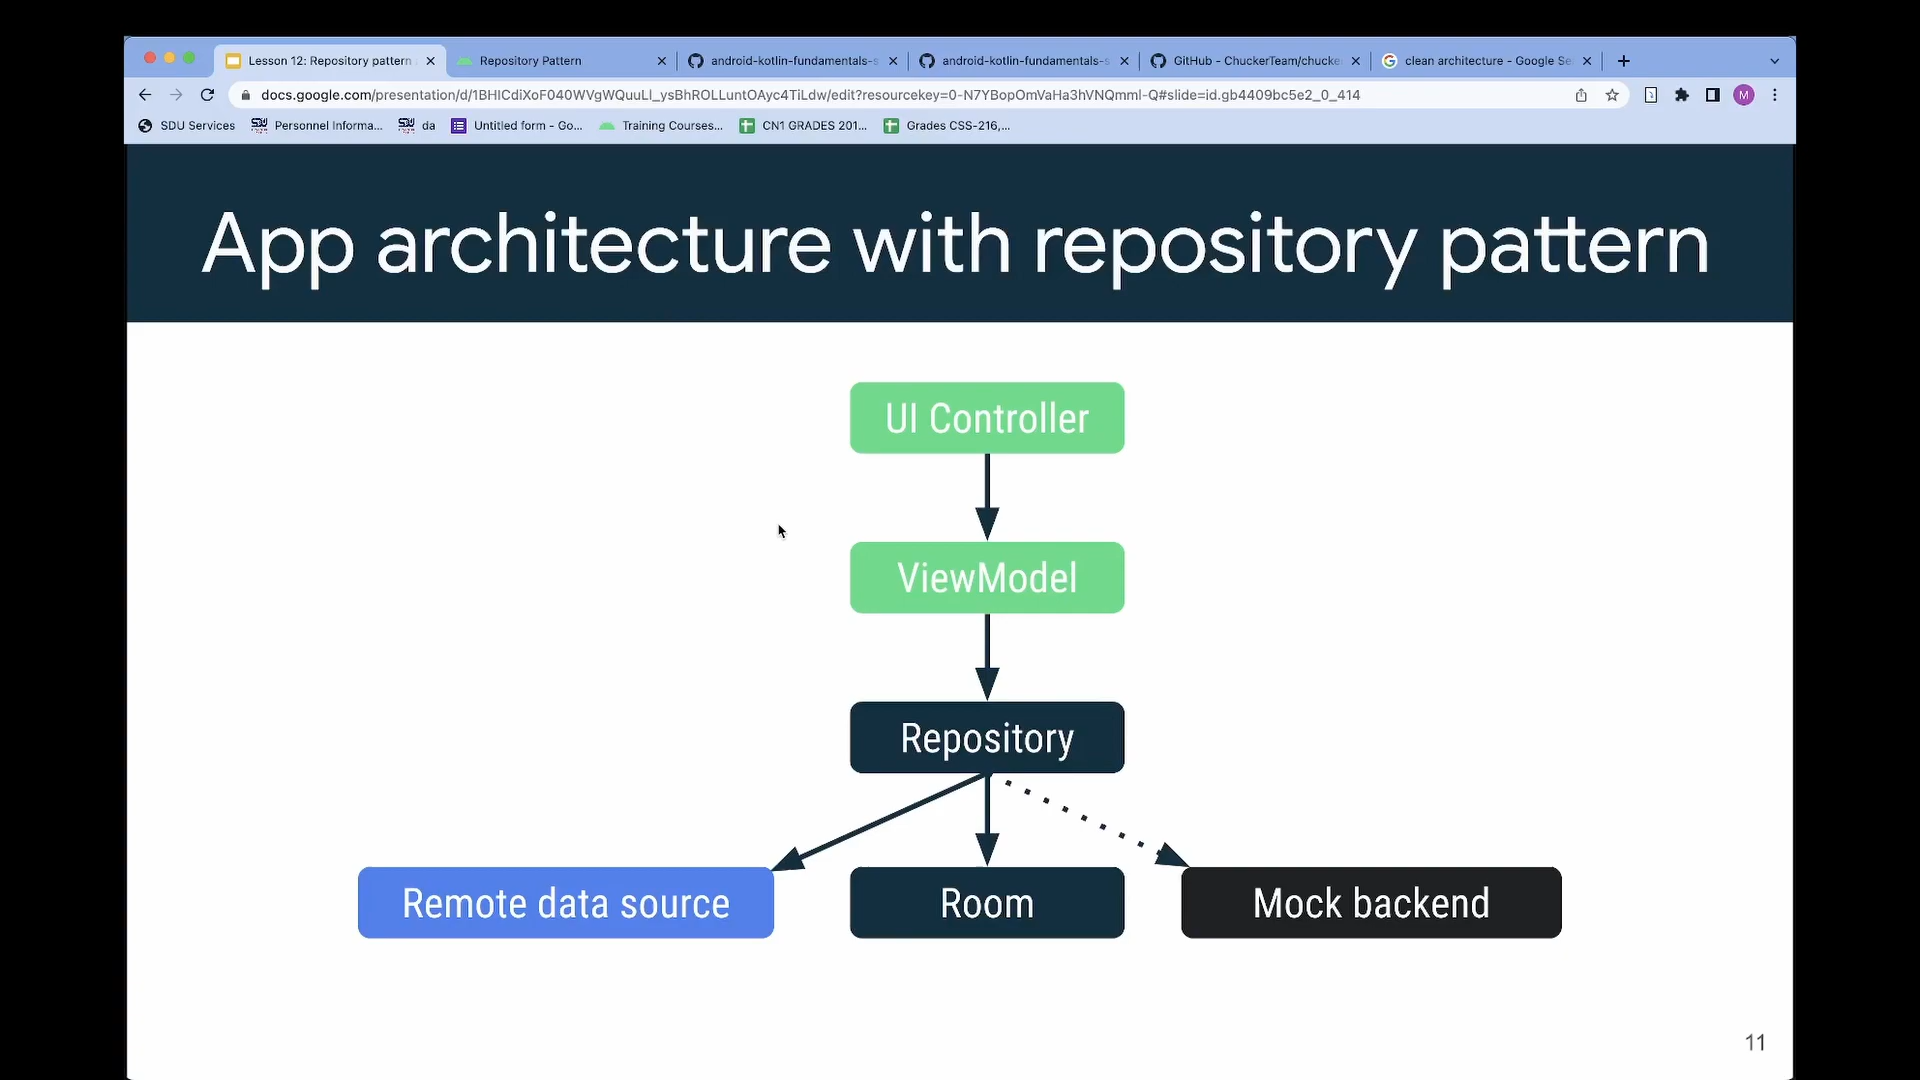 Lesson 12: Repository pattern
Repository Pattern
android-kotlin-fundamentals-s
android-kotlin-fundamentals-s
GitHub - ChuckerTeam/chucke
clean architecture - Google Se
docs.google.com/presentation/d/1BHICdiXoF040WVgWQuuLl_ysBhROLLuntOAyc4TiLdw/edit?resourcekey=0-N7YBopOmVaHa3hVNQmmI-Q#slide=id.gb4409bc5e2_0_414
M
SDU Services
Personnel Informa...
da
Untitled form - Go...
Training Courses...
CN1 GRADES 201...
Grades CSS-216,...
App architecture with repository pattern
UI Controller
ViewModel
Repository
Remote data source
Room
Mock backend
11